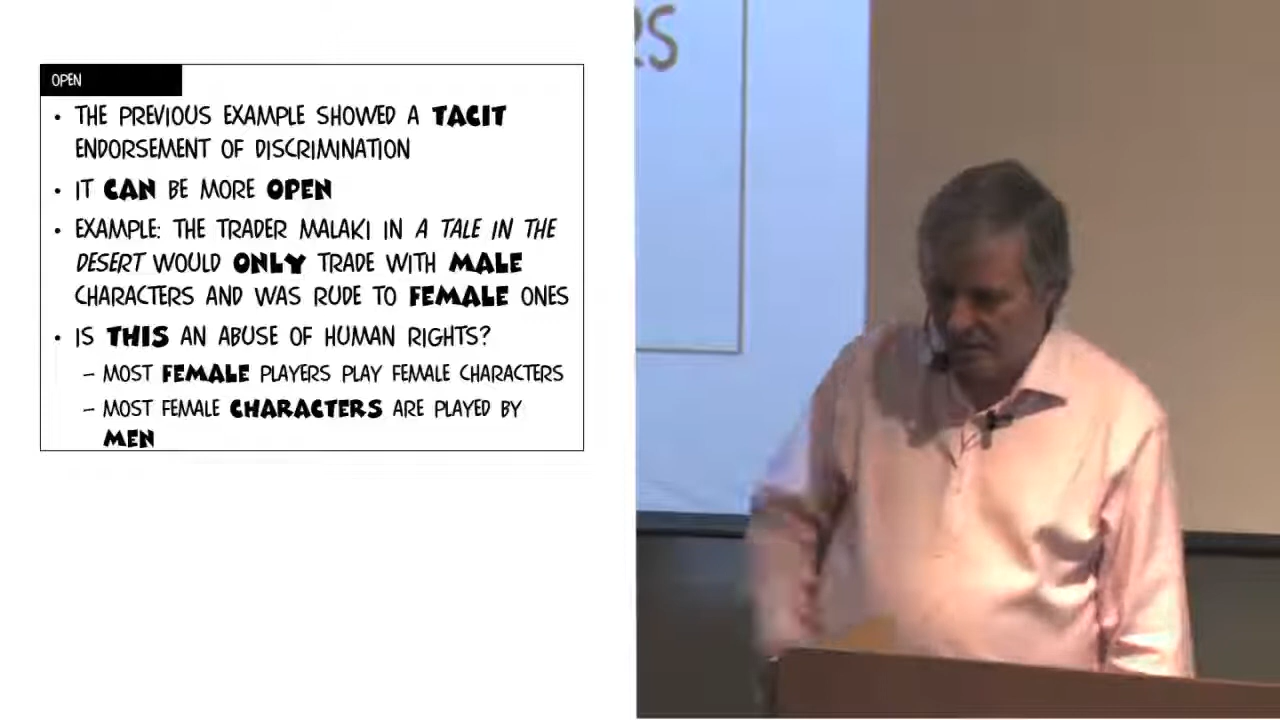 OPEN
• THE PREVIOUS EXAMPLE SHOWED A TACIT
ENDORSEMENT OF DISCRIMINATION
• IT CAN BE MORE OPEN
• EXAMPLE: THE TRADER MALAKI IN A TALE IN THE
DESERT WOULD ONLY TRADE WITH MALE
CHARACTERS AND WAS RUDE TO FEMALE ONES
• IS THIS AN ABUSE OF HUMAN RIGHTS?
– MOST FEMALE PLAYERS PLAY FEMALE CHARACTERS
– MOST FEMALE CHARACTERS ARE PLAYED BY
MEN